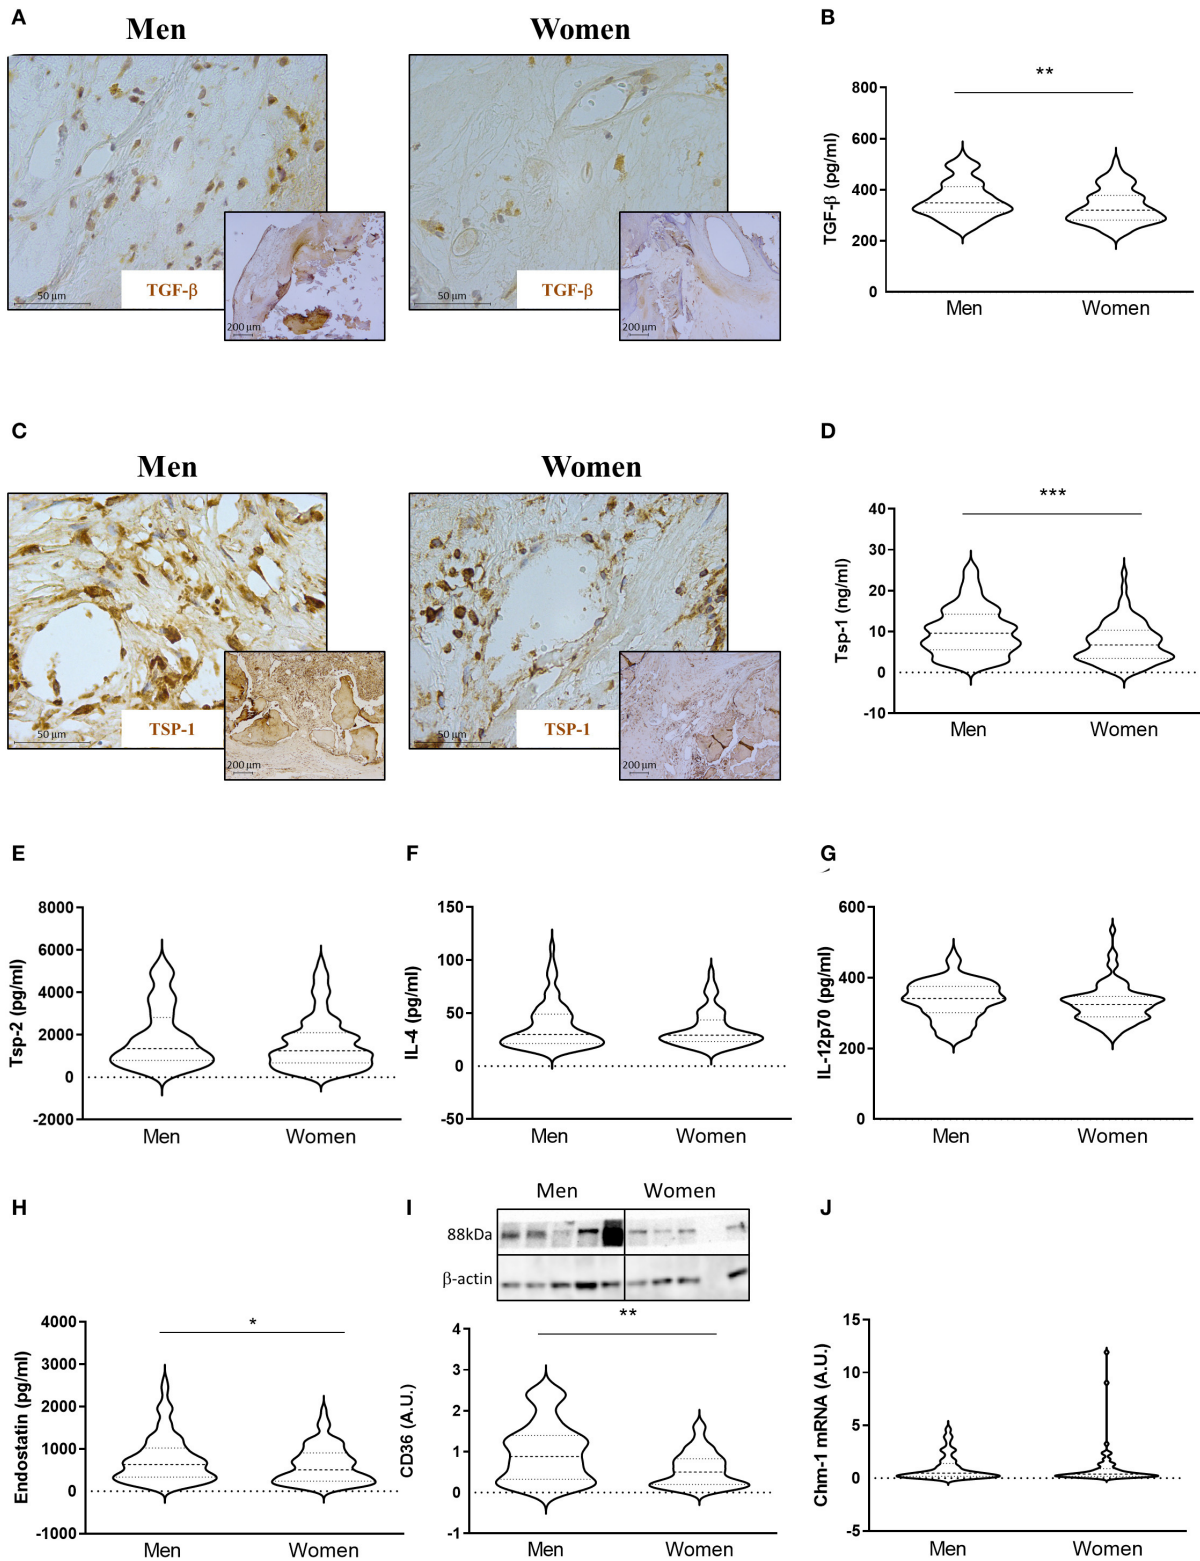 A
Men
Women
50 µm
TGF-β
200 µm
50 µm
TGF-β
200 µm
B
**
TGF-β (pg/ml)
800
600
400
200
0
Men
Women
C
Men
Women
50 µm
TSP-1
200 µm
50 µm
TSP-1
200 µm
D
***
Tsp-1 (ng/ml)
40
30
20
10
0
-10
Men
Women
E
Tsp-2 (pg/ml)
8000
6000
4000
2000
0
-2000
Men
Women
F
IL-4 (pg/ml)
150
100
50
0
-50
Men
Women
G
IL-12p70 (pg/ml)
600
400
200
0
Men
Women
H
*
Endostatin (pg/ml)
4000
3000
2000
1000
0
-1000
Men
Women
I
Men
Women
88kDa
β-actin
**
CD36 (A.U.)
4
3
2
1
0
-1
Men
Women
J
Chm-1 mRNA (A.U.)
15
10
5
0
-5
Men
Women